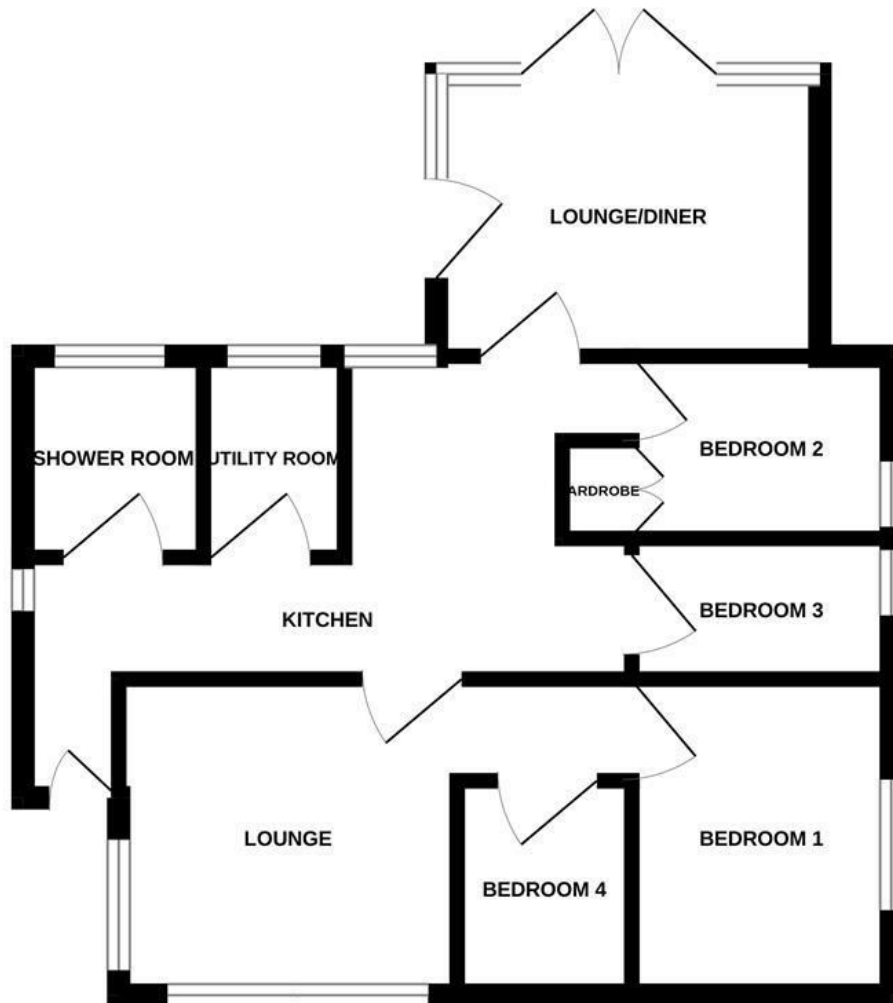 LOUNGE/DINER
SHOWER ROOM
UTILITY ROOM
BEDROOM 2
ARDROBE
BEDROOM 3
KITCHEN
LOUNGE
BEDROOM 4
BEDROOM 1